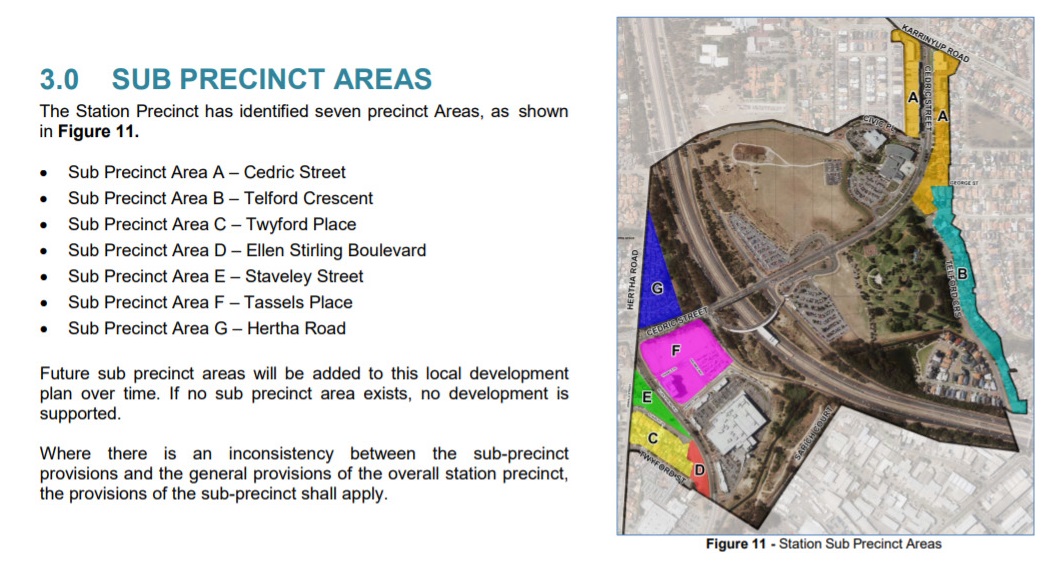 3.0 SUB PRECINCT AREAS
The Station Precinct has identified seven precinct Areas, as shown
in Figure 11.
• Sub Precinct Area A – Cedric Street
• Sub Precinct Area B – Telford Crescent
• Sub Precinct Area C – Twyford Place
• Sub Precinct Area D – Ellen Stirling Boulevard
• Sub Precinct Area E – Staveley Street
• Sub Precinct Area F – Tassels Place
• Sub Precinct Area G – Hertha Road
Future sub precinct areas will be added to this local development
plan over time. If no sub precinct area exists, no development is
supported.
Where there is an inconsistency between the sub-precinct
provisions and the general provisions of the overall station precinct,
the provisions of the sub-precinct shall apply.
KARRINYUP ROAD
CEDRIC STREET
A
A
CIVIC PL
GEORGE ST
B
TELFORD CRS
HERTHA ROAD
G
CEDRIC STREET
F
E
C
D
TWYFORD ST
SARICH COURT
Figure 11 - Station Sub Precinct Areas